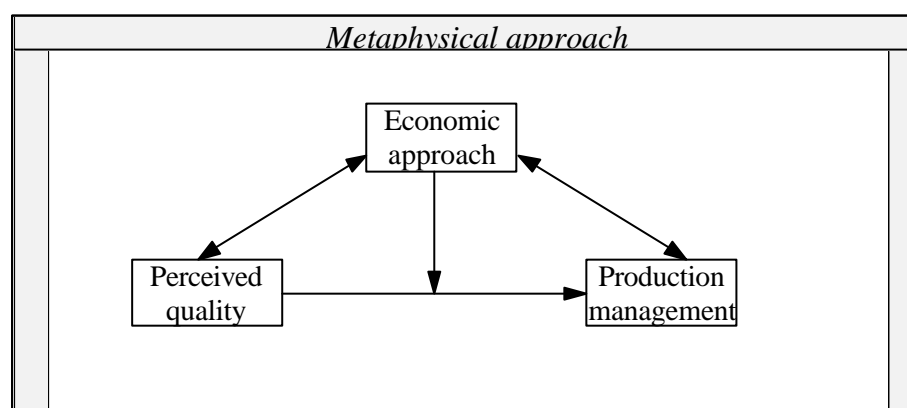 Metaphysical approach
Economic
approach
Perceived
quality
Production
management